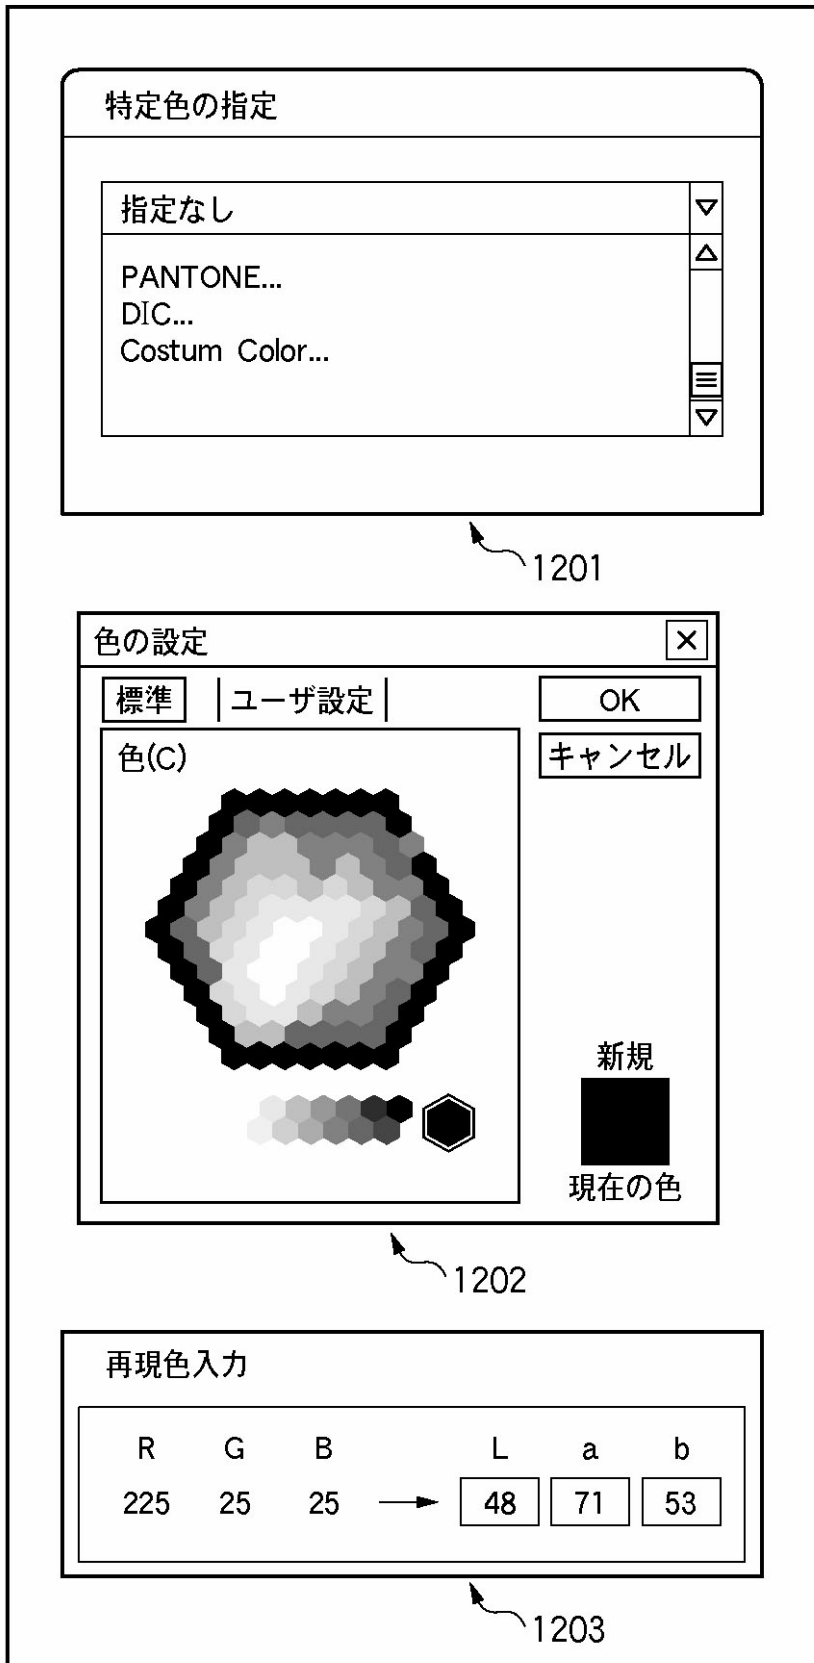 特定色の指定
指定なし
PANTONE...
DIC...
Costum Color...
1201
色の設定
標準 ユーザ設定 OK
色(C) キャンセル
新規
現在の色
1202
再現色入力
R G B L a b
225 25 25 → 48 71 53
1203